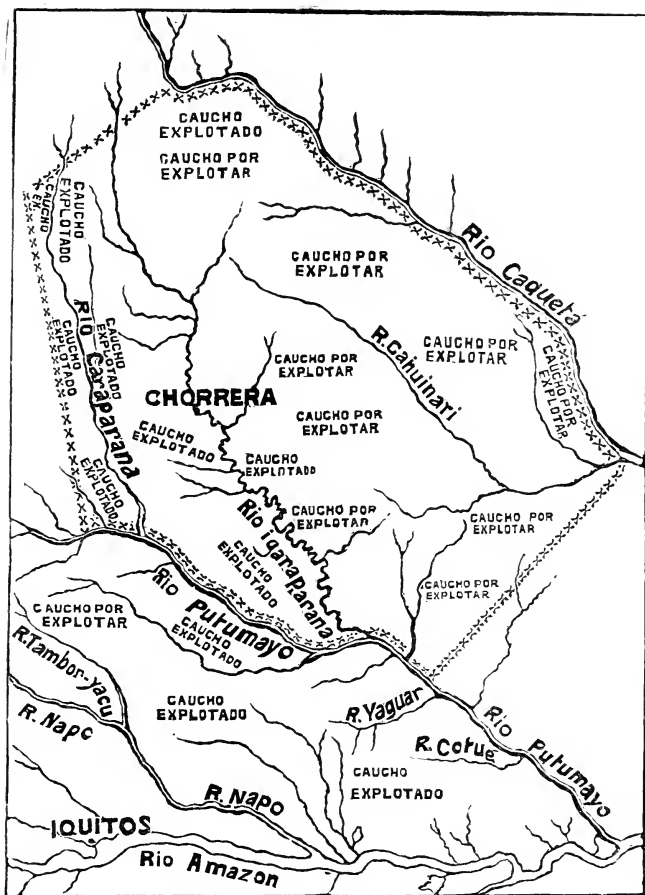 CAUCHO
EXPLOTADO
CAUCHO POR
EXPLOTAR
CAUCHO
EX
CAUCHO
EXPLOTADO
CAUCHO POR
EXPLOTAR
Rio Caquetá
R. Cahuinari
CAUCHO POR
EXPLOTAR
CAUCHO POR
EXPLOTAR
Rio Caraparana
CAUCHO
EXPLOTADO
CAUCHO
EXPLOTADO
CAUCHO POR
EXPLOTAR
CHORRERA
CAUCHO POR
EXPLOTAR
CAUCHO
EXPLOTADO
CAUCHO
EXPLOTADO
CAUCHO
EXPLOTADO
Rio igaraparana
CAUCHO POR
EXPLOTAR
CAUCHO POR
EXPLOTAR
CAUCHO
EXPLOTADO
CAUCHO POR
EXPLOTAR
Rio Putumayo
CAUCHO POR
EXPLOTAR
CAUCHO
EXPLOTADO
R. Tambor-yacu
R. Napo
CAUCHO
EXPLOTADO
R. Yaguar
Rio Putumayo
R. Cotué
CAUCHO
EXPLOTADO
R. Napo
IQUITOS
Rio Amazon